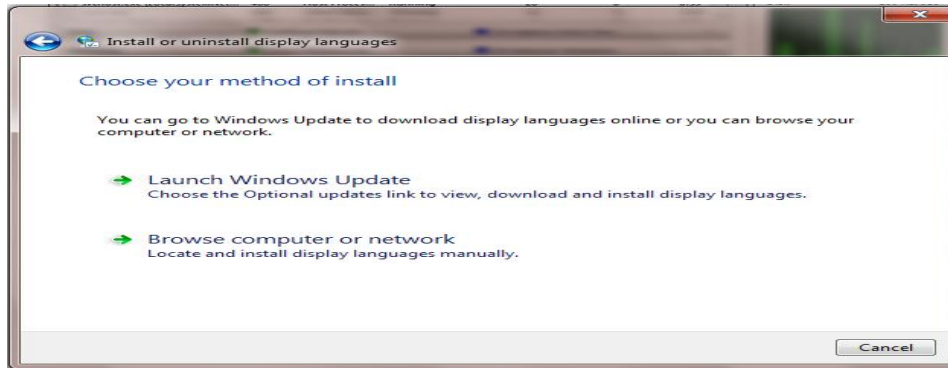 Install or uninstall display languages
Choose your method of install
You can go to Windows Update to download display languages online or you can browse your
computer or network.
Launch Windows Update
Choose the Optional updates link to view, download and install display languages.
Browse computer or network
Locate and install display languages manually.
Cancel